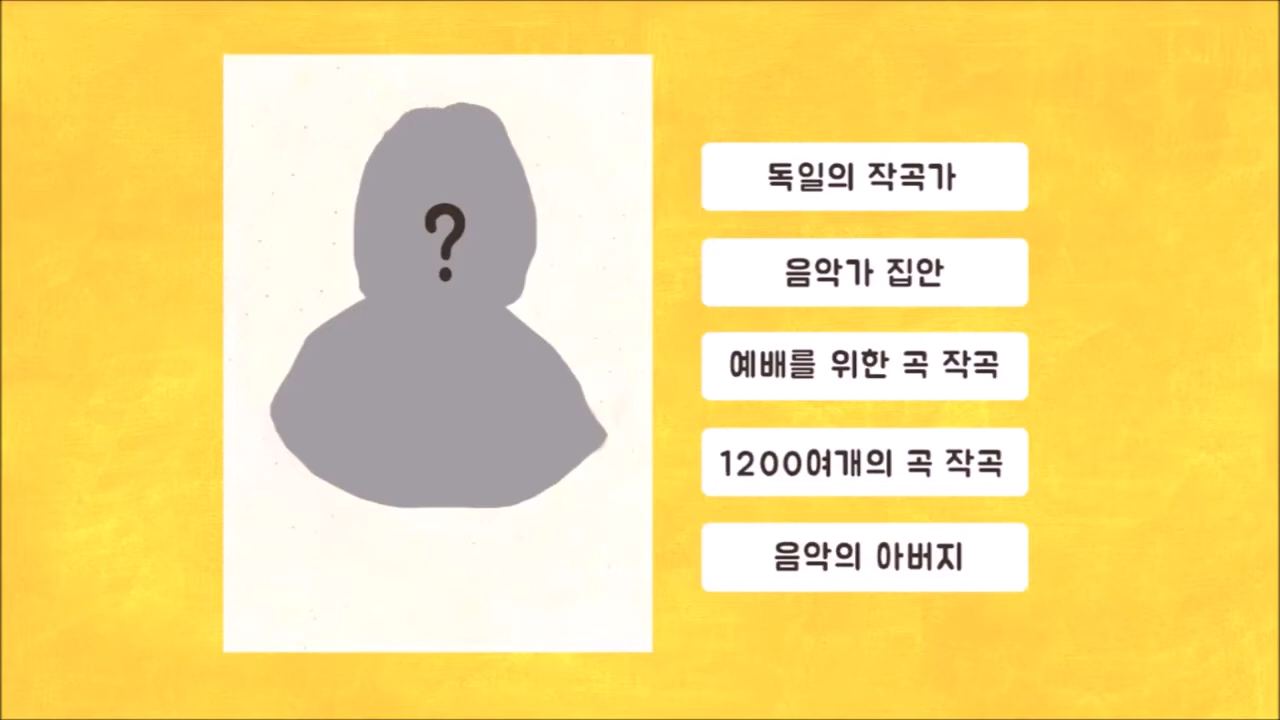 ?
독일의 작곡가
음악가 집안
예배를 위한 곡 작곡
1200여개의 곡 작곡
음악의 아버지